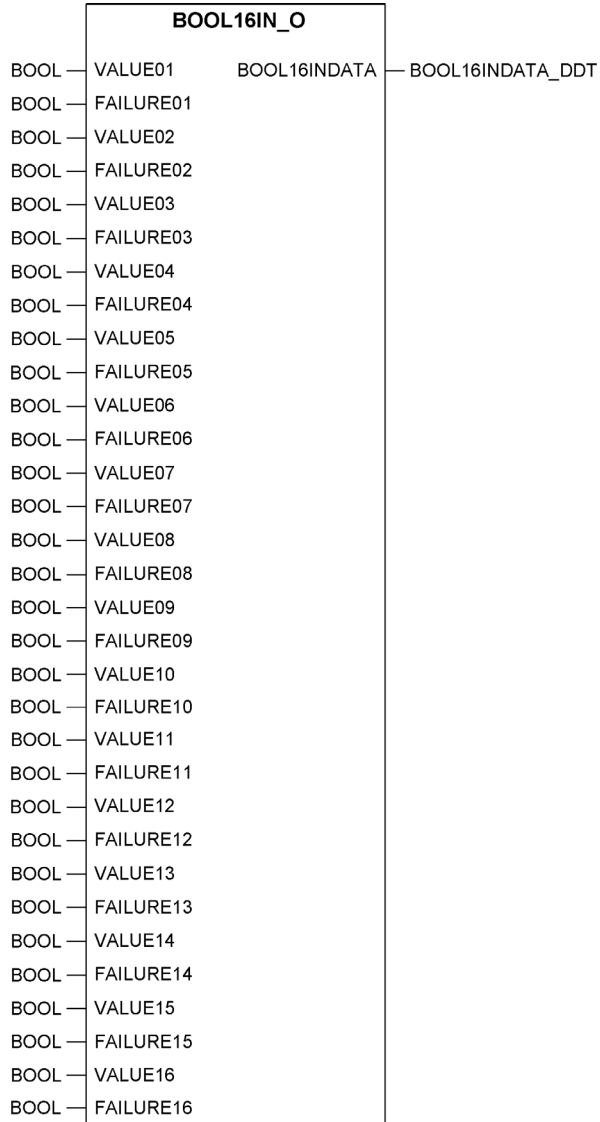 BOOL16IN_O
BOOL VALUE01 BOOL16INDATA BOOL16INDATA_DDT
BOOL FAILURE01
BOOL VALUE02
BOOL FAILURE02
BOOL VALUE03
BOOL FAILURE03
BOOL VALUE04
BOOL FAILURE04
BOOL VALUE05
BOOL FAILURE05
BOOL VALUE06
BOOL FAILURE06
BOOL VALUE07
BOOL FAILURE07
BOOL VALUE08
BOOL FAILURE08
BOOL VALUE09
BOOL FAILURE09
BOOL VALUE10
BOOL FAILURE10
BOOL VALUE11
BOOL FAILURE11
BOOL VALUE12
BOOL FAILURE12
BOOL VALUE13
BOOL FAILURE13
BOOL VALUE14
BOOL FAILURE14
BOOL VALUE15
BOOL FAILURE15
BOOL VALUE16
BOOL FAILURE16